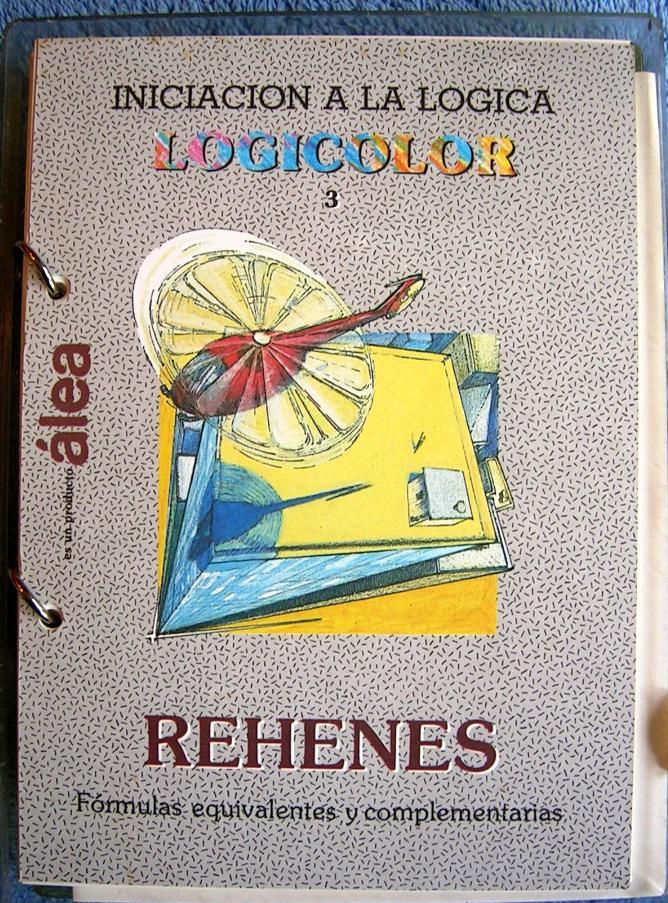 INICIACION A LA LOGICA
LOGICOLOR
3
es un producto álea
REHENES
Fórmulas equivalentes y complementarias